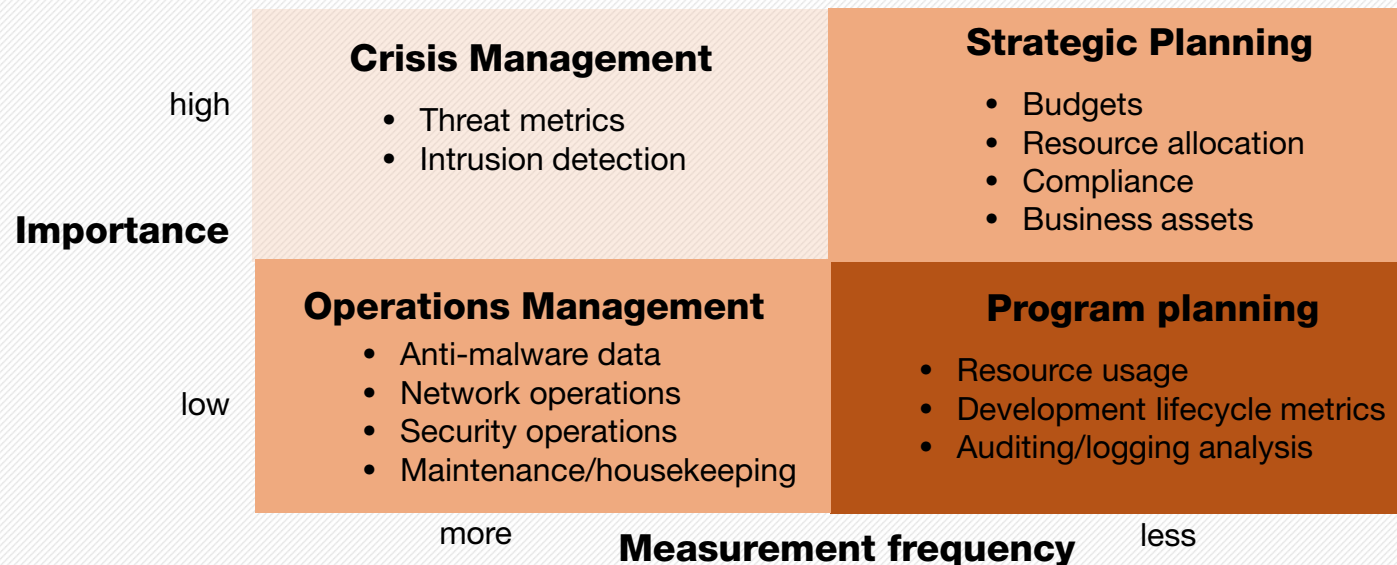 Crisis Management
• Threat metrics
• Intrusion detection
Strategic Planning
• Budgets
• Resource allocation
• Compliance
• Business assets
high
Importance
Operations Management
• Anti-malware data
• Network operations
• Security operations
• Maintenance/housekeeping
Program planning
• Resource usage
• Development lifecycle metrics
• Auditing/logging analysis
low
more
Measurement frequency
less